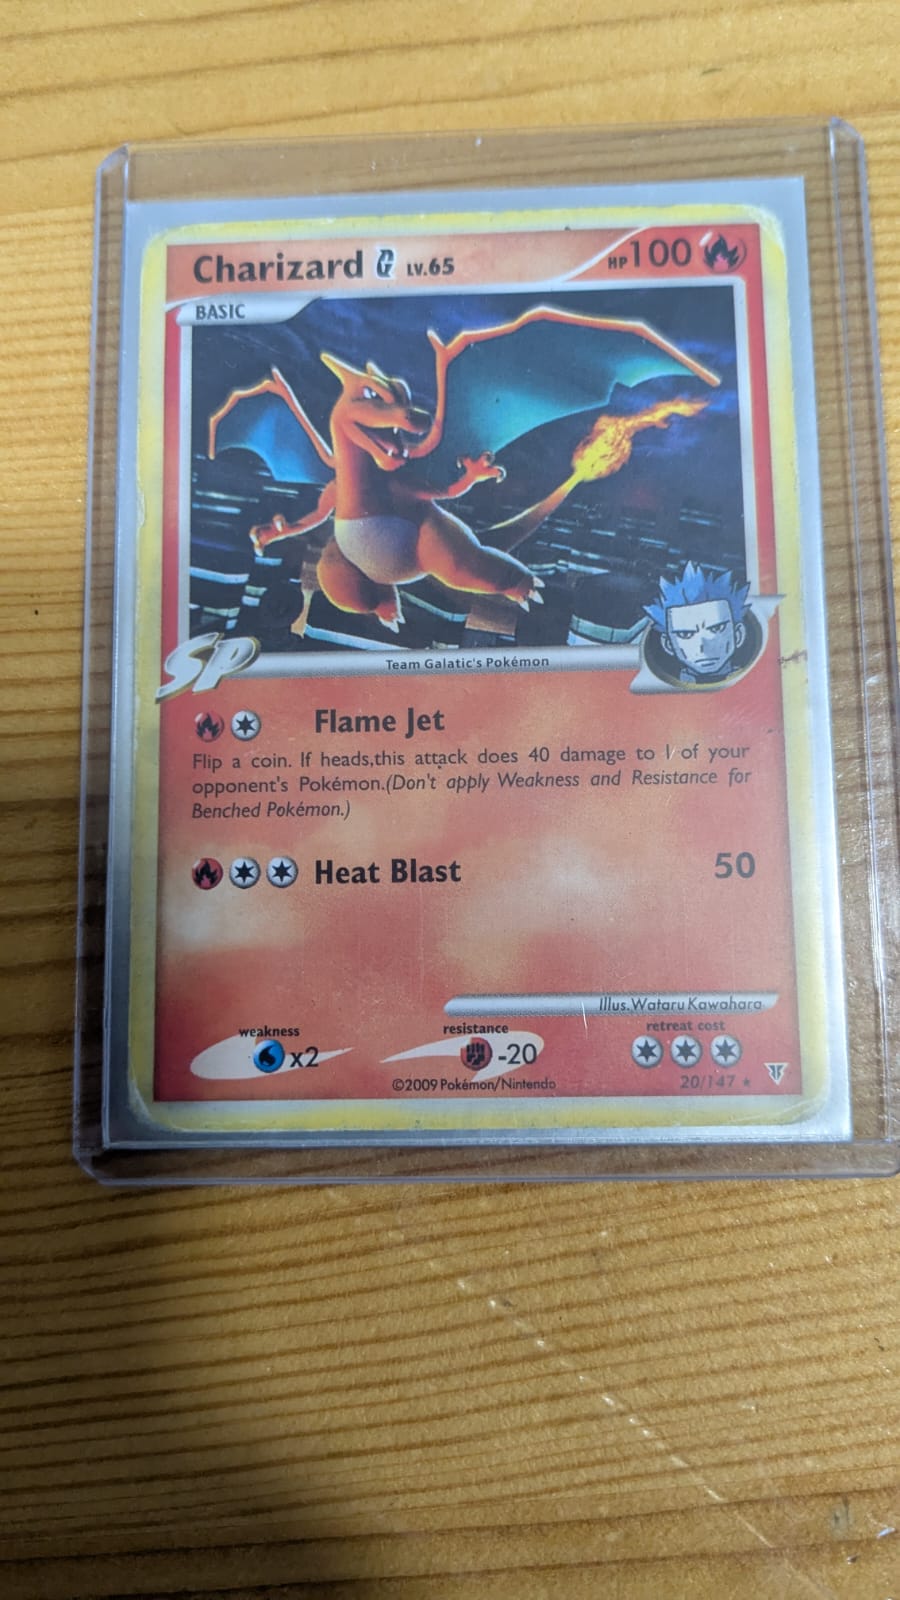 Charizard G LV.65 HP100
BASIC
SP
Team Galatic's Pokémon
Flame Jet
Flip a coin. If heads,this attack does 40 damage to 1 of your
opponent's Pokémon.(Don't apply Weakness and Resistance for
Benched Pokémon.)
Heat Blast 50
Illus.Wataru Kawahara
weakness resistance retreat cost
x2 -20
©2009 Pokémon/Nintendo 20/147 ★